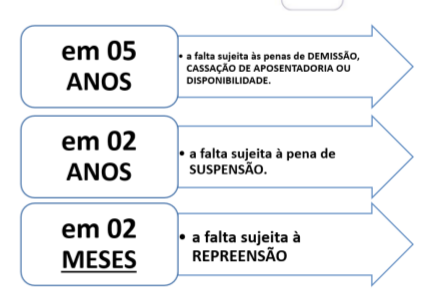 em 05
ANOS
• a falta sujeita às penas de DEMISSÃO,
CASSAÇÃO DE APOSENTADORIA OU
DISPONIBILIDADE.
em 02
ANOS
• a falta sujeita à pena de
SUSPENSÃO.
em 02
MESES
• a falta sujeita à
REPREENSÃO